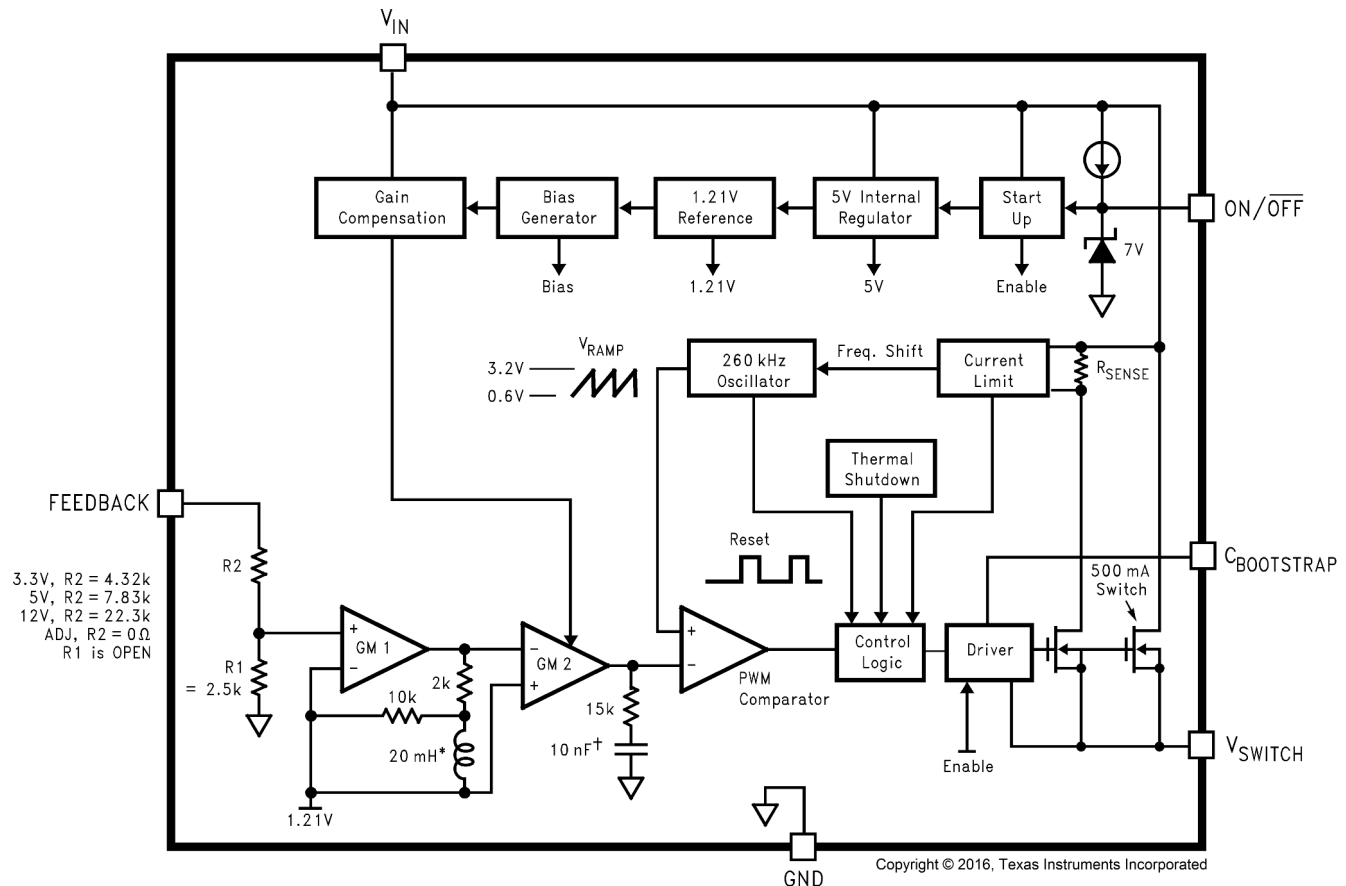 VIN
Gain
Compensation
Bias
Generator
1.21V
Reference
5V Internal
Regulator
Start
Up
ON/OFF
7V
Bias
1.21V
5V
Enable
VRAMP
3.2V
0.6V
260 kHz
Oscillator
Freq. Shift
Current
Limit
RSENSE
Thermal
Shutdown
FEEDBACK
Reset
CBOOTSTRAP
500 mA
Switch
R2
3.3V, R2 = 4.32k
5V, R2 = 7.83k
12V, R2 = 22.3k
ADJ, R2 = 0Ω
R1 is OPEN
R1
= 2.5k
+
GM 1
−
−
GM 2
+
+
−
PWM
Comparator
Control
Logic
Driver
2k
10k
20 mH*
15k
10 nF†
1.21V
Enable
VSWITCH
GND
Copyright © 2016, Texas Instruments Incorporated